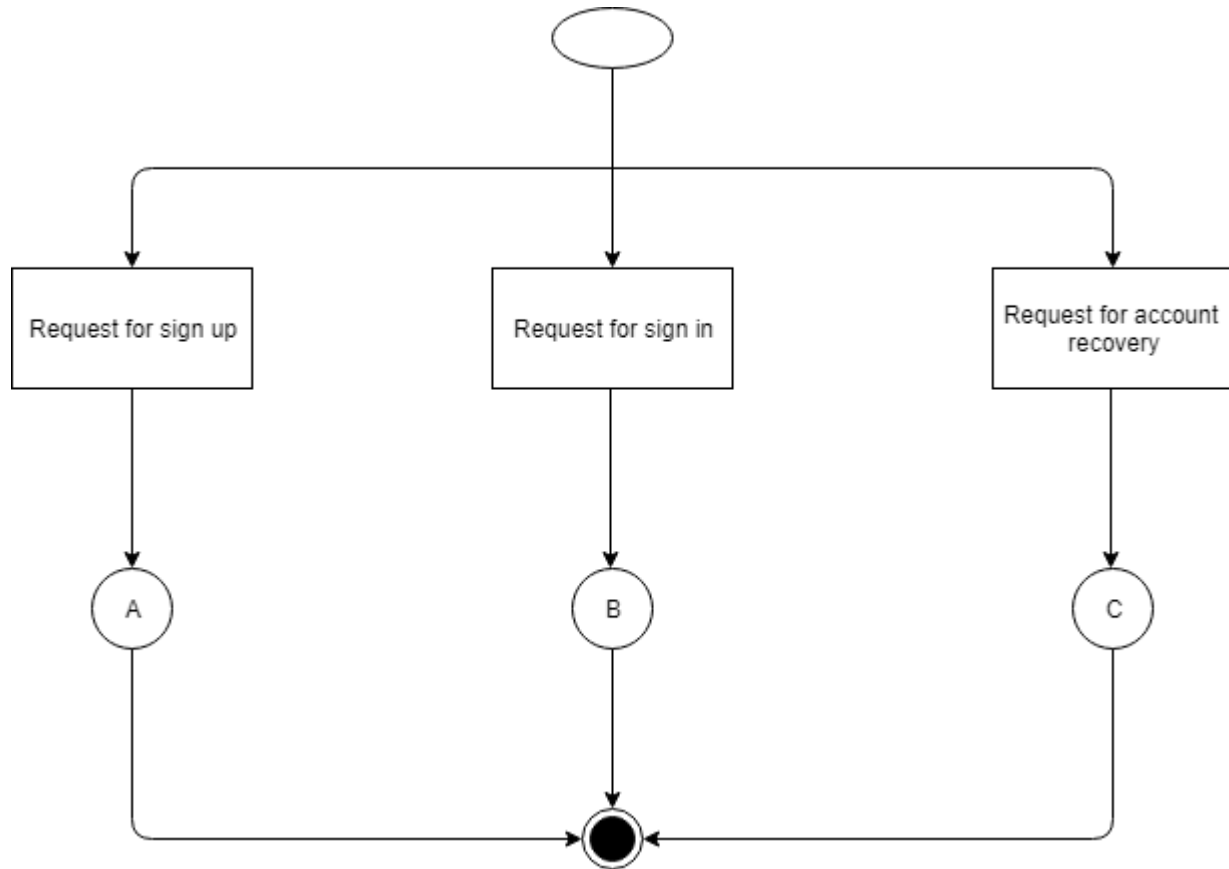 Request for sign up
Request for sign in
Request for account
recovery
A
B
C